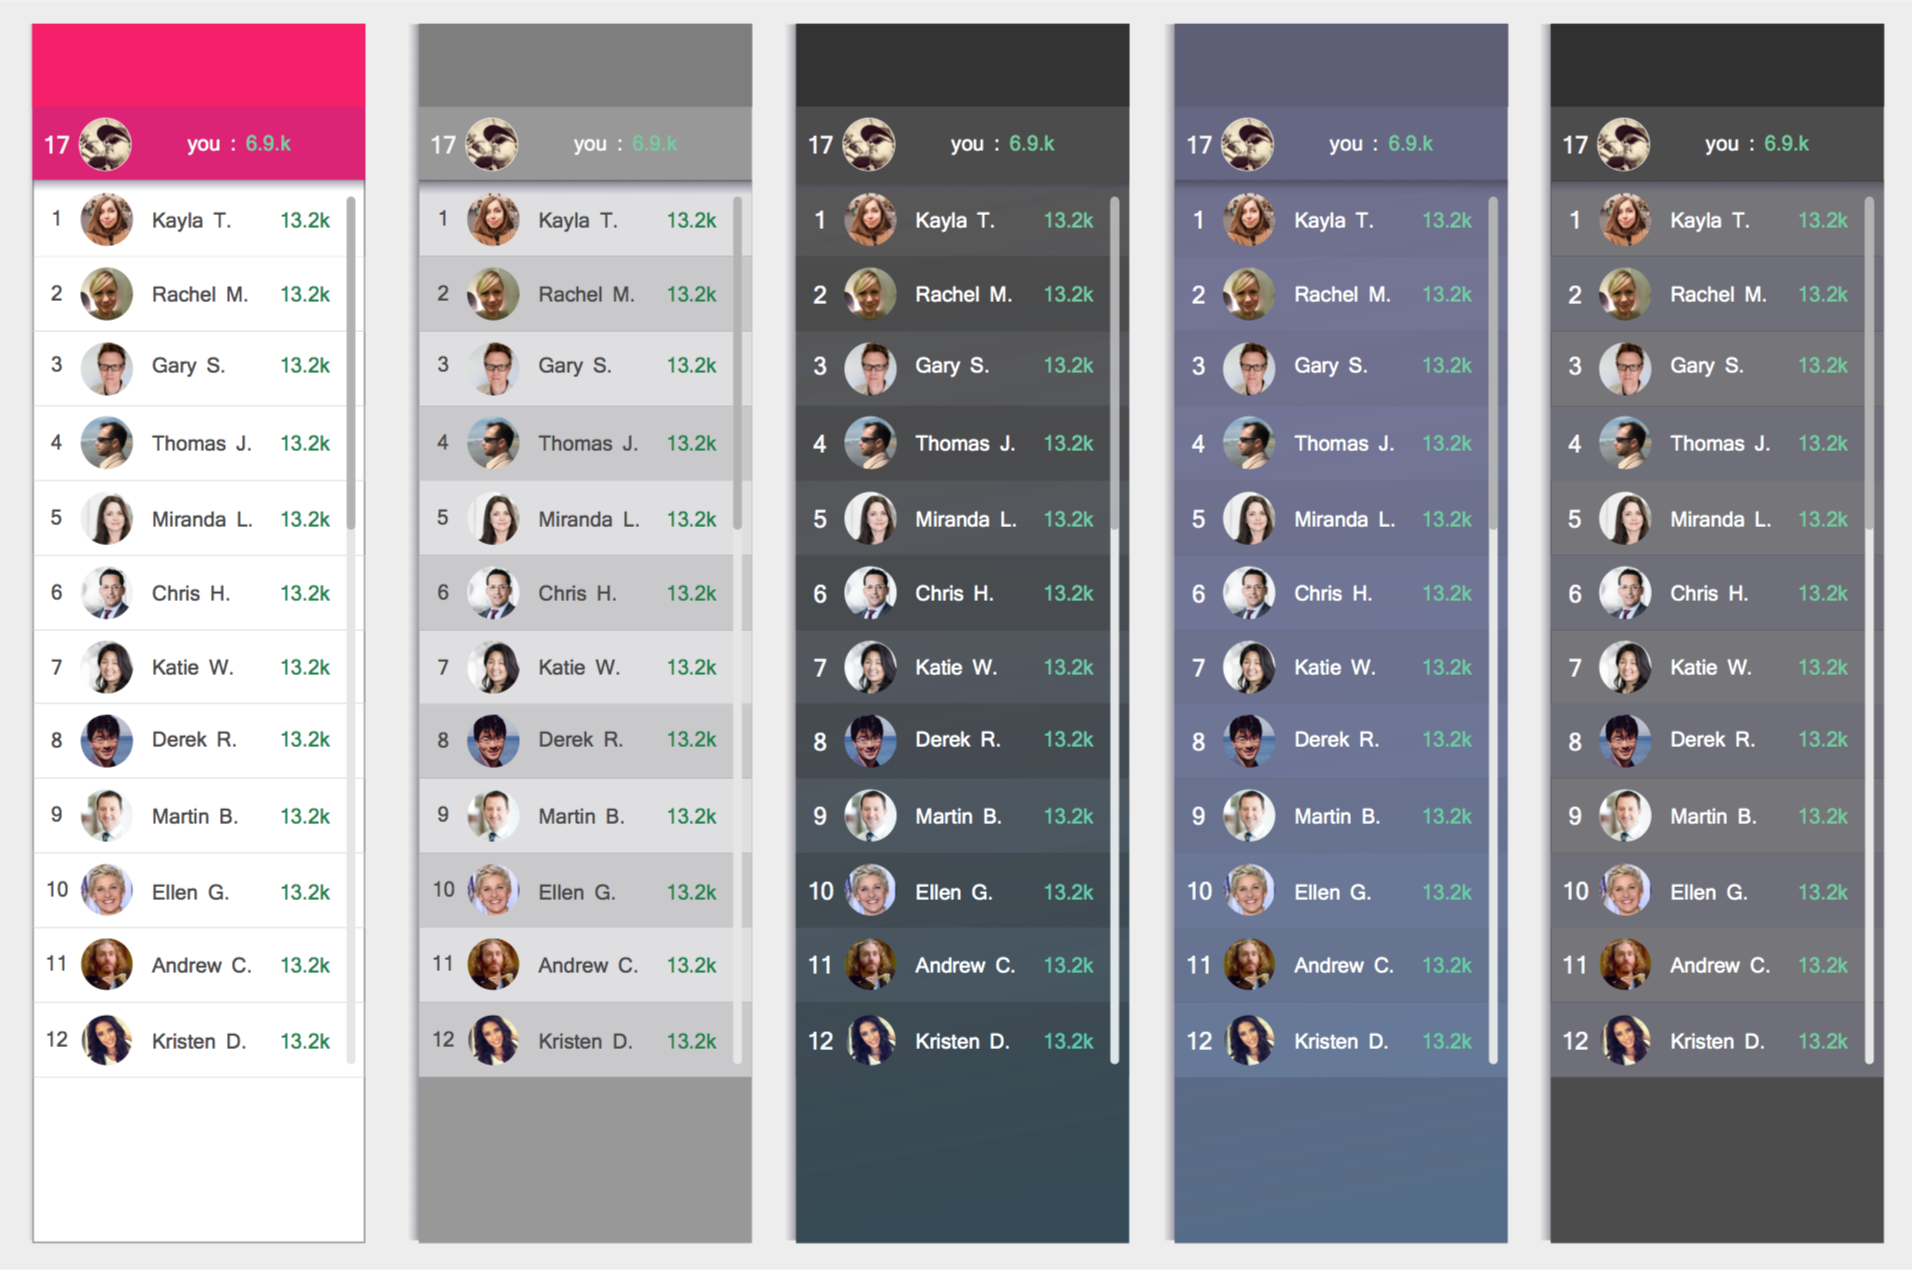 17 you : 6.9.k
1 Kayla T. 13.2k
2 Rachel M. 13.2k
3 Gary S. 13.2k
4 Thomas J. 13.2k
5 Miranda L. 13.2k
6 Chris H. 13.2k
7 Katie W. 13.2k
8 Derek R. 13.2k
9 Martin B. 13.2k
10 Ellen G. 13.2k
11 Andrew C. 13.2k
12 Kristen D. 13.2k
17 you : 6.9.k
1 Kayla T. 13.2k
2 Rachel M. 13.2k
3 Gary S. 13.2k
4 Thomas J. 13.2k
5 Miranda L. 13.2k
6 Chris H. 13.2k
7 Katie W. 13.2k
8 Derek R. 13.2k
9 Martin B. 13.2k
10 Ellen G. 13.2k
11 Andrew C. 13.2k
12 Kristen D. 13.2k
17 you : 6.9.k
1 Kayla T. 13.2k
2 Rachel M. 13.2k
3 Gary S. 13.2k
4 Thomas J. 13.2k
5 Miranda L. 13.2k
6 Chris H. 13.2k
7 Katie W. 13.2k
8 Derek R. 13.2k
9 Martin B. 13.2k
10 Ellen G. 13.2k
11 Andrew C. 13.2k
12 Kristen D. 13.2k
17 you : 6.9.k
1 Kayla T. 13.2k
2 Rachel M. 13.2k
3 Gary S. 13.2k
4 Thomas J. 13.2k
5 Miranda L. 13.2k
6 Chris H. 13.2k
7 Katie W. 13.2k
8 Derek R. 13.2k
9 Martin B. 13.2k
10 Ellen G. 13.2k
11 Andrew C. 13.2k
12 Kristen D. 13.2k
17 you : 6.9.k
1 Kayla T. 13.2k
2 Rachel M. 13.2k
3 Gary S. 13.2k
4 Thomas J. 13.2k
5 Miranda L. 13.2k
6 Chris H. 13.2k
7 Katie W. 13.2k
8 Derek R. 13.2k
9 Martin B. 13.2k
10 Ellen G. 13.2k
11 Andrew C. 13.2k
12 Kristen D. 13.2k